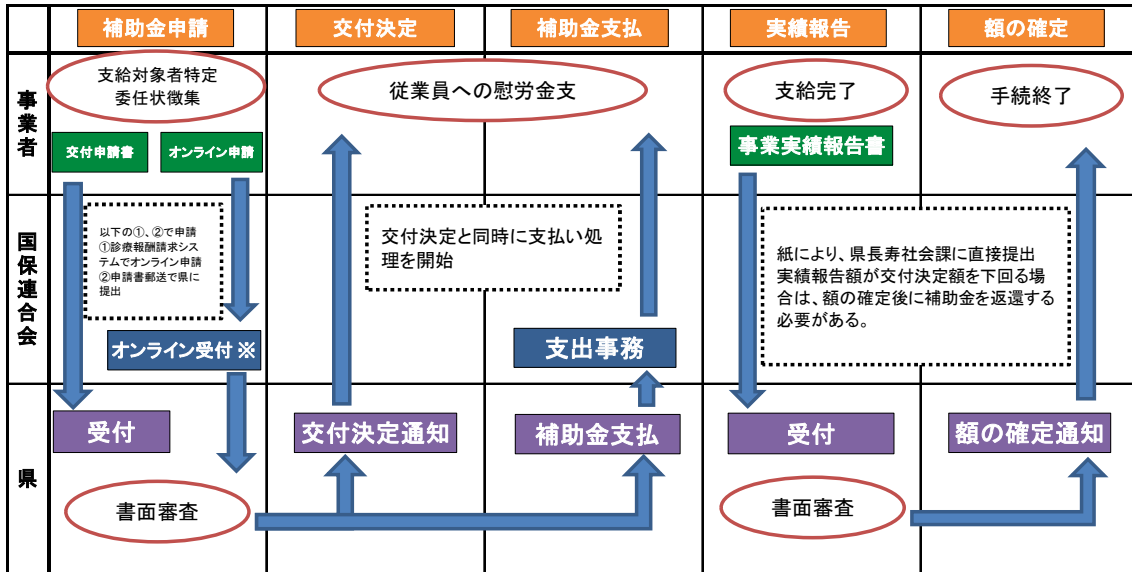 補助金申請
交付決定
補助金支払
実績報告
額の確定
事業者
支給対象者特定
委任状徴集
従業員への慰労金支
支給完了
手続終了
交付申請書
オンライン申請
事業実績報告書
国保連合会
以下の①、②で申請
①診療報酬請求シス
テムでオンライン申請
②申請書郵送で県に
提出
交付決定と同時に支払い処
理を開始
紙により、県長寿社会課に直接提出
実績報告額が交付決定額を下回る場
合は、額の確定後に補助金を返還する
必要がある。
オンライン受付※
支出事務
県
受付
交付決定通知
補助金支払
受付
額の確定通知
書面審査
書面審査